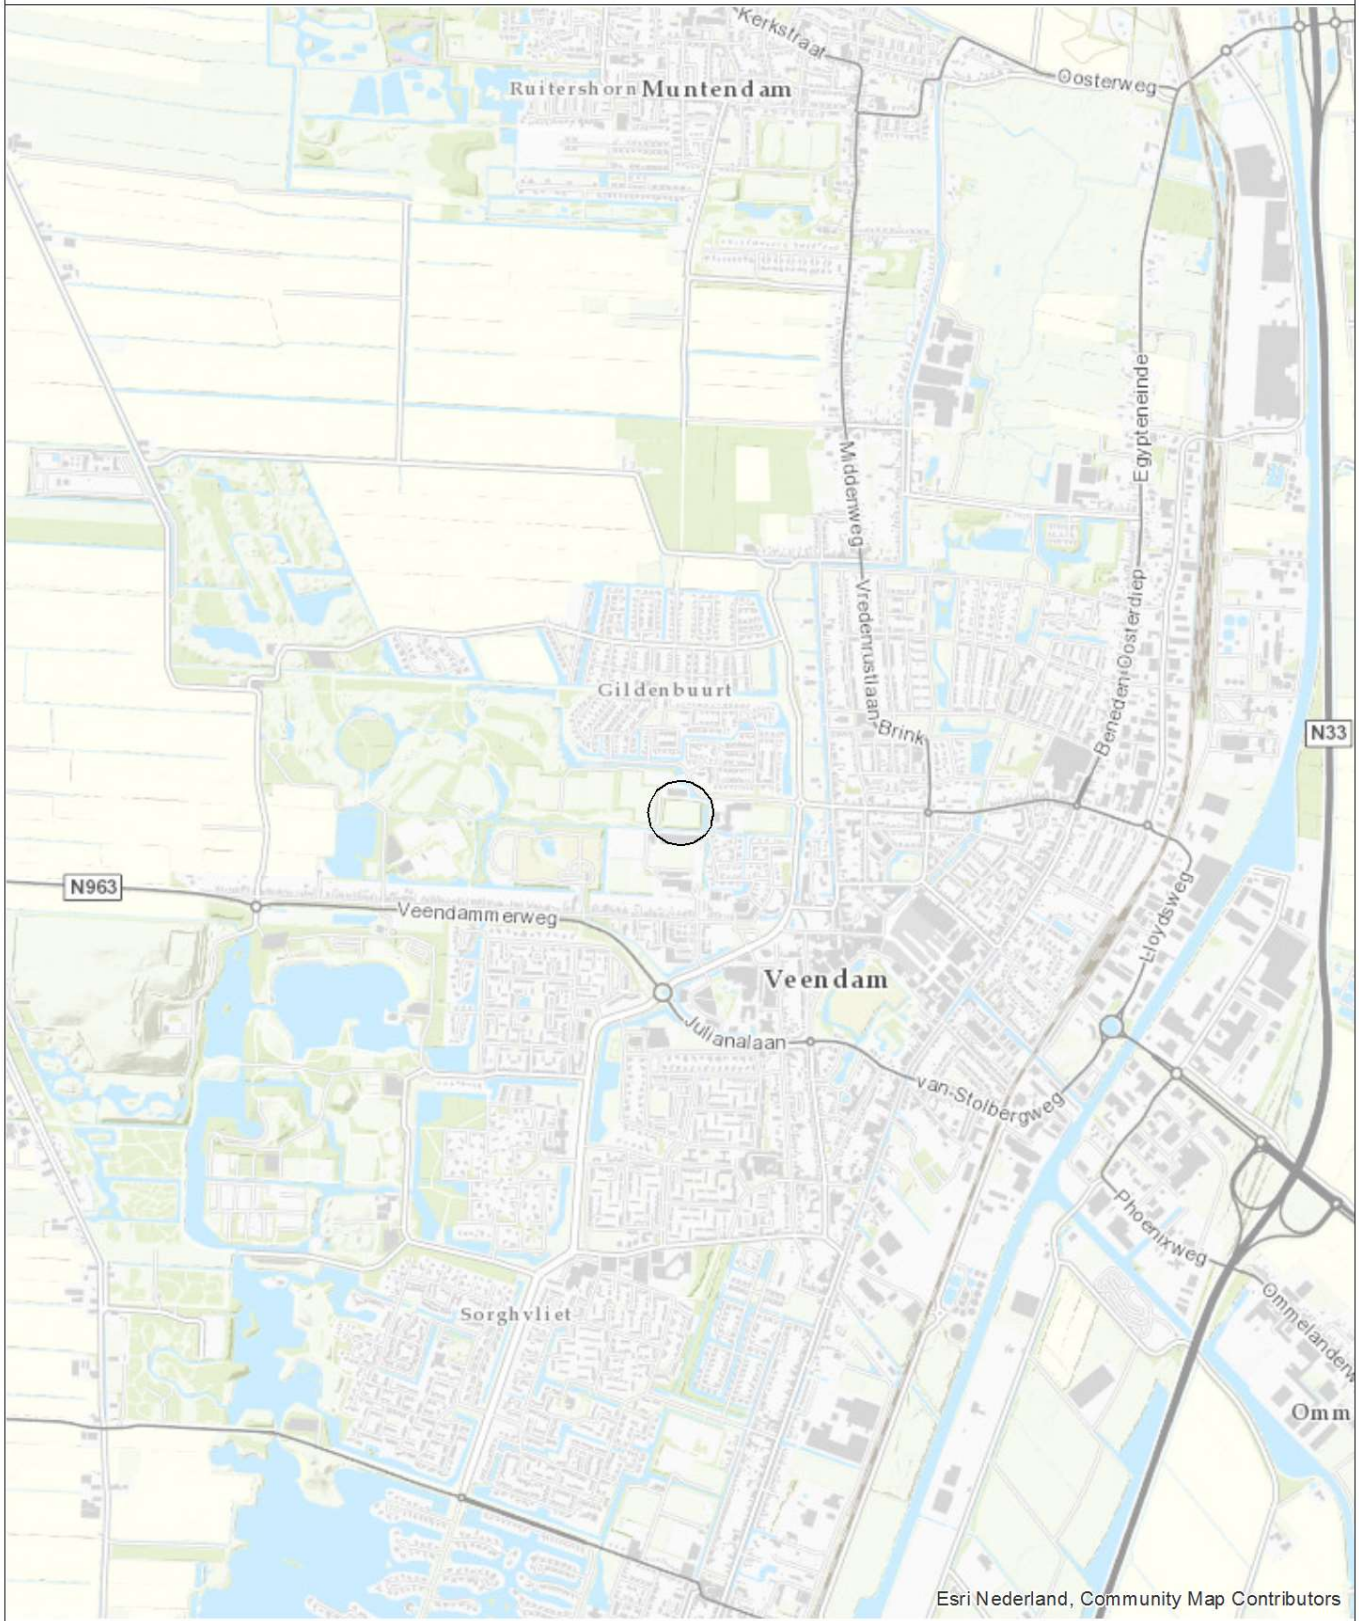 Kerkstraat
Oosterweg
Ruitershorn
Muntendam
Egypteneinde
Middenweg
Vredenrustlaan
Beneden Oosterdiep
Gildenbuurt
Brink
N33
N963
Veendammerweg
Lloydsweg
Veendam
Julianalaan
van Stolbergweg
Phoenixweg
Ommelanderw
Sorghvliet
Omm
Esri Nederland, Community Map Contributors